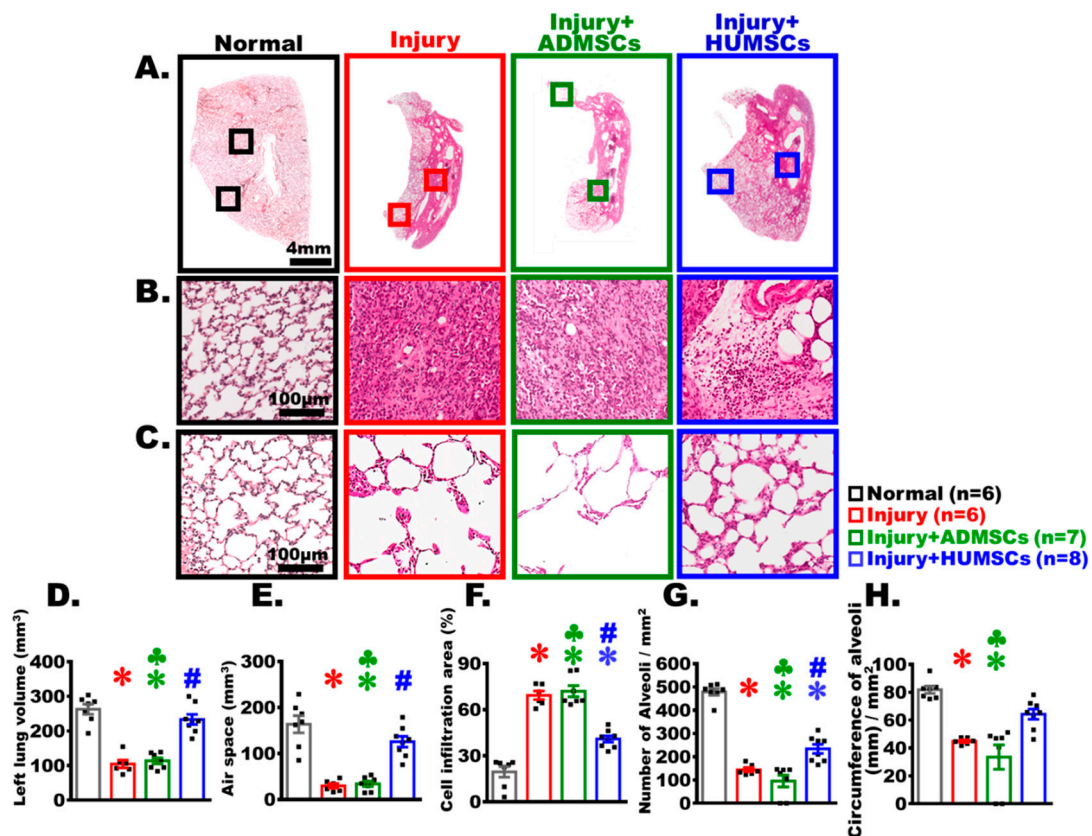 Normal
Injury
Injury+
ADMSCs
Injury+
HUMSCs
A.
4mm
B.
100µm
C.
100µm
Normal (n=6)
Injury (n=6)
Injury+ADMSCs (n=7)
Injury+HUMSCs (n=8)
D.
Left lung volume (mm³)
400
300
200
100
0
* ♣ * #
E.
Air space (mm³)
300
200
100
0
* ♣ * #
F.
Cell infiltration area (%)
90
60
30
0
* ♣ * # *
G.
Number of Alveoli / mm²
600
500
400
300
200
100
0
* ♣ * # *
H.
Circumference of alveoli
(mm) / mm²
100
80
60
40
20
0
* ♣ *